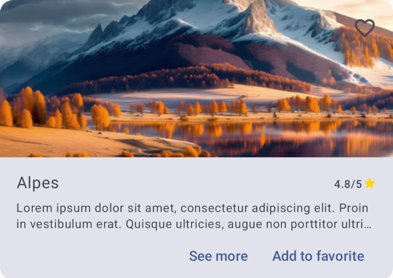 Alpes
4.8/5
Lorem ipsum dolor sit amet, consectetur adipiscing elit. Proin
in vestibulum erat. Quisque ultricies, augue non porttitor ultri...
See more Add to favorite